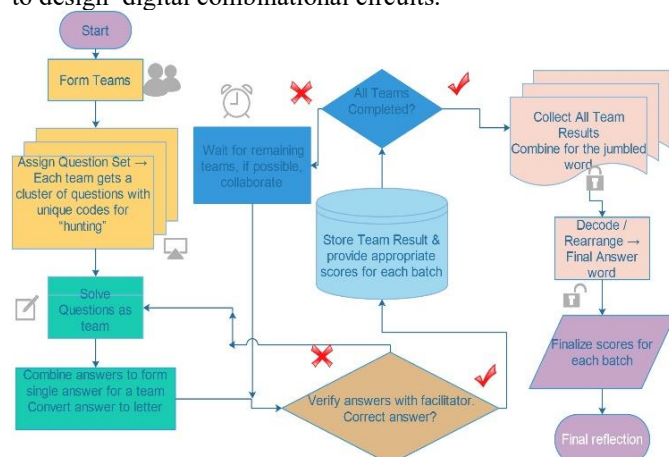 to design digital combinational circuits.
Start
Form Teams
Assign Question Set →
Each team gets a
cluster of questions with
unique codes for
“hunting”
Solve
Questions as
team
Combine answers to form
single answer for a team
Convert answer to letter
Wait for remaining
teams, if possible,
collaborate
All Teams
Completed?
Store Team Result &
provide appropriate
scores for each batch
Verify answers with facilitator.
Correct answer?
Collect All Team
Results
Combine for the jumbled
word
Decode /
Rearrange →
Final Answer
word
Finalize scores for
each batch
Final reflection